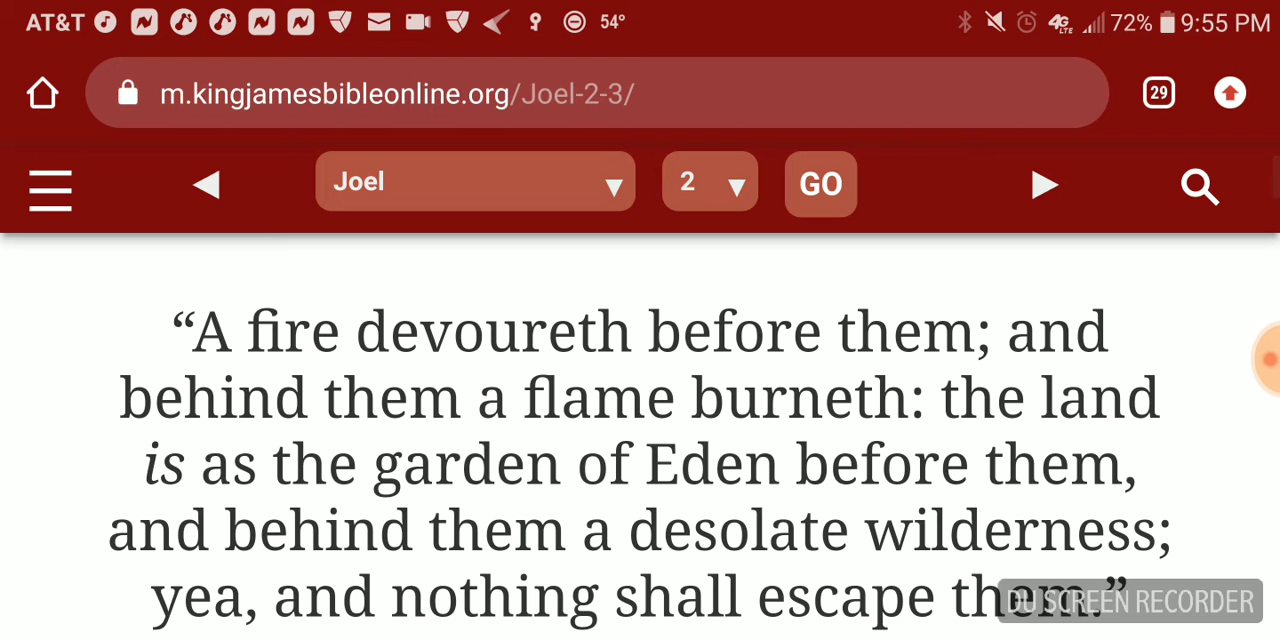 AT&T 54° 4G LTE 72% 9:55 PM
m.kingjamesbibleonline.org/Joel-2-3/ 29
Joel 2 GO
“A fire devoureth before them; and
behind them a flame burneth: the land
is as the garden of Eden before them,
and behind them a desolate wilderness;
yea, and nothing shall escape them.”
DU SCREEN RECORDER